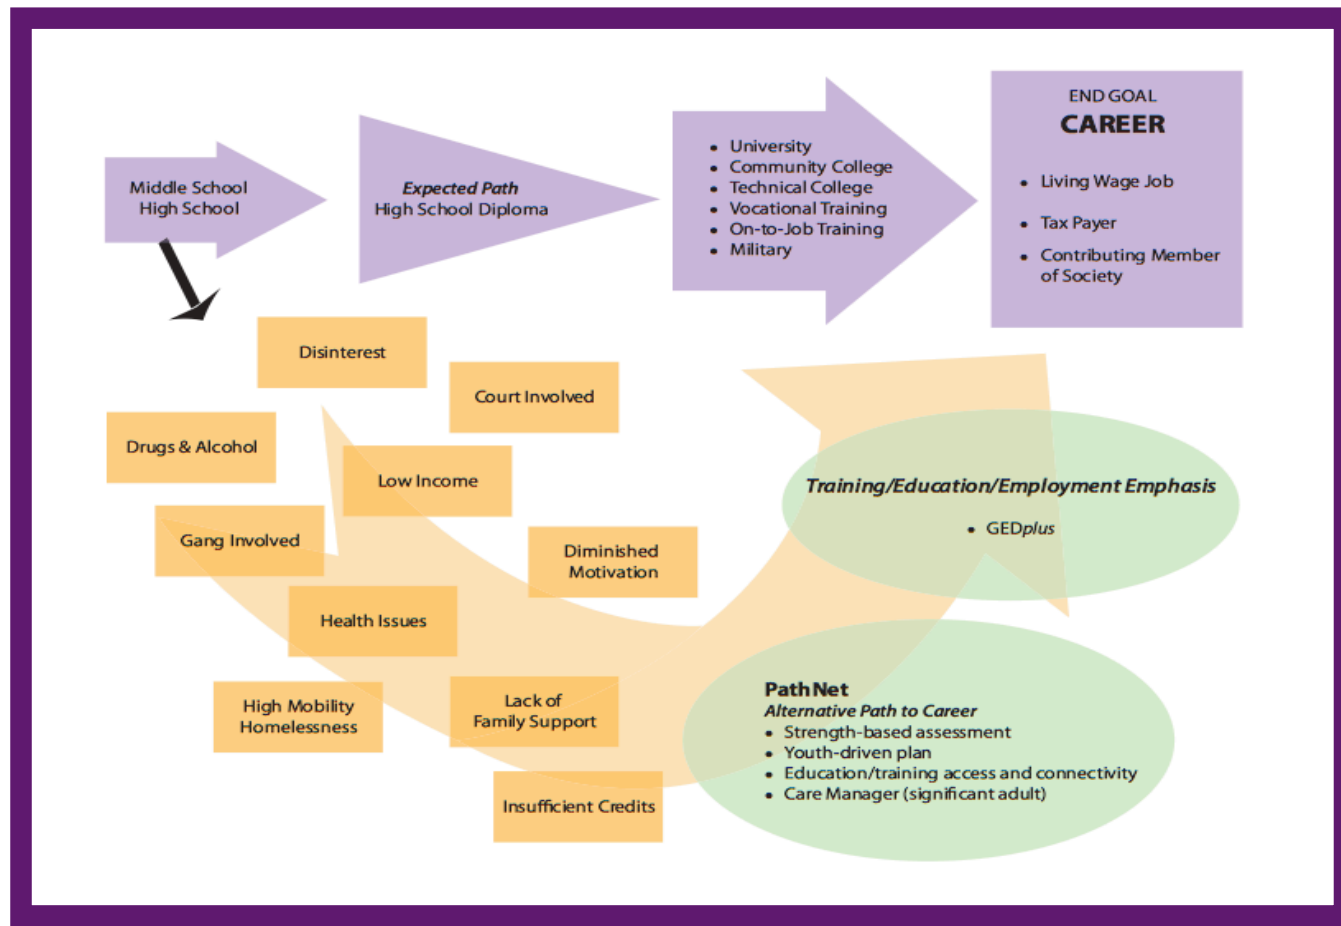 Middle School
High School
Expected Path
High School Diploma
• University
• Community College
• Technical College
• Vocational Training
• On-to-Job Training
• Military
END GOAL
CAREER
• Living Wage Job
• Tax Payer
• Contributing Member
of Society
Disinterest
Court Involved
Drugs & Alcohol
Low Income
Gang Involved
Diminished
Motivation
Health Issues
High Mobility
Homelessness
Lack of
Family Support
Insufficient Credits
Training/Education/Employment Emphasis
• GEDplus
PathNet
Alternative Path to Career
• Strength-based assessment
• Youth-driven plan
• Education/training access and connectivity
• Care Manager (significant adult)